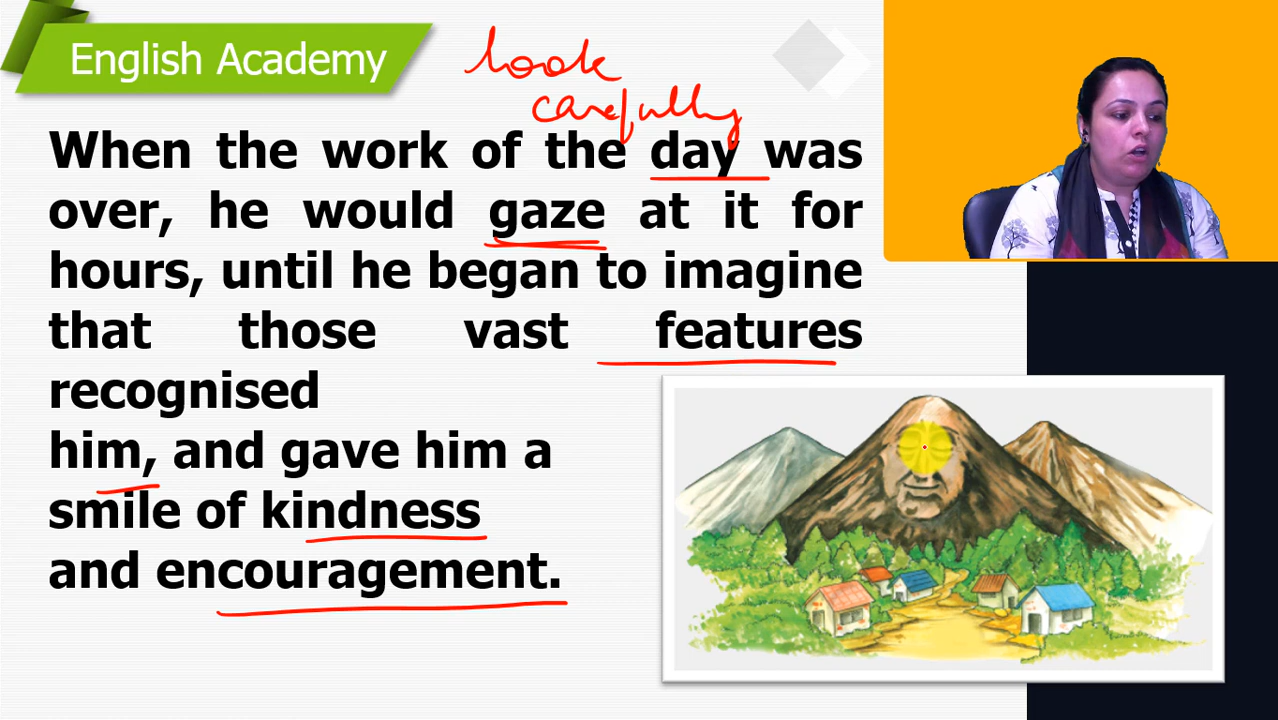 English Academy
look
carefully
When the work of the day was
over, he would gaze at it for
hours, until he began to imagine
that those vast features
recognised
him, and gave him a
smile of kindness
and encouragement.